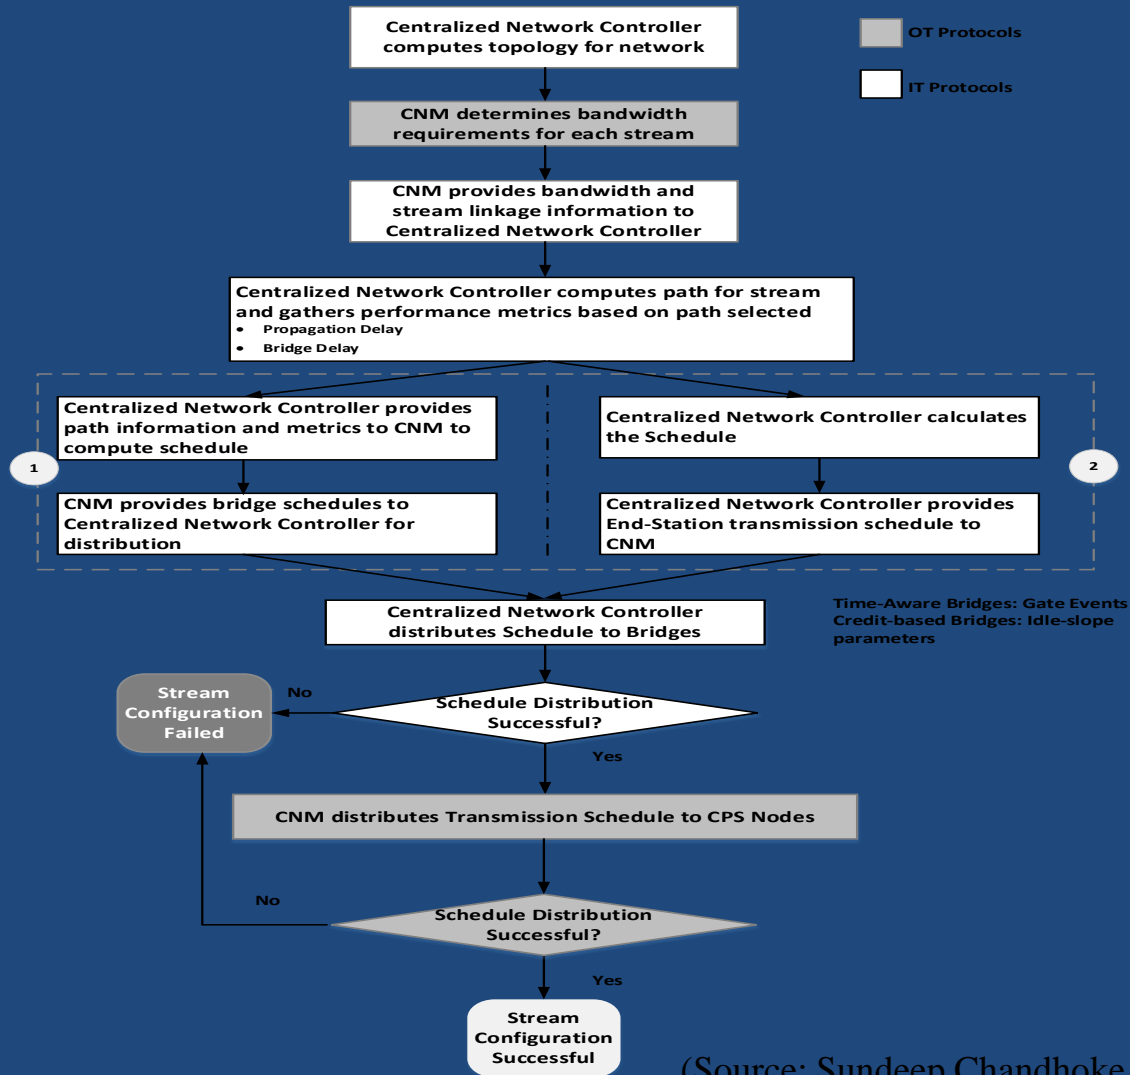 Centralized Network Controller
computes topology for network
OT Protocols
IT Protocols
CNM determines bandwidth
requirements for each stream
CNM provides bandwidth and
stream linkage information to
Centralized Network Controller
Centralized Network Controller computes path for stream
and gathers performance metrics based on path selected
• Propagation Delay
• Bridge Delay
1
Centralized Network Controller provides
path information and metrics to CNM to
compute schedule
CNM provides bridge schedules to
Centralized Network Controller for
distribution
Centralized Network Controller calculates
the Schedule
Centralized Network Controller provides
End-Station transmission schedule to
CNM
2
Centralized Network Controller
distributes Schedule to Bridges
Time-Aware Bridges: Gate Events
Credit-based Bridges: Idle-slope
parameters
Schedule Distribution
Successful?
No
Stream
Configuration
Failed
Yes
CNM distributes Transmission Schedule to CPS Nodes
No
Schedule Distribution
Successful?
Yes
Stream
Configuration
Successful
(Source: Sundeep Chandhoke